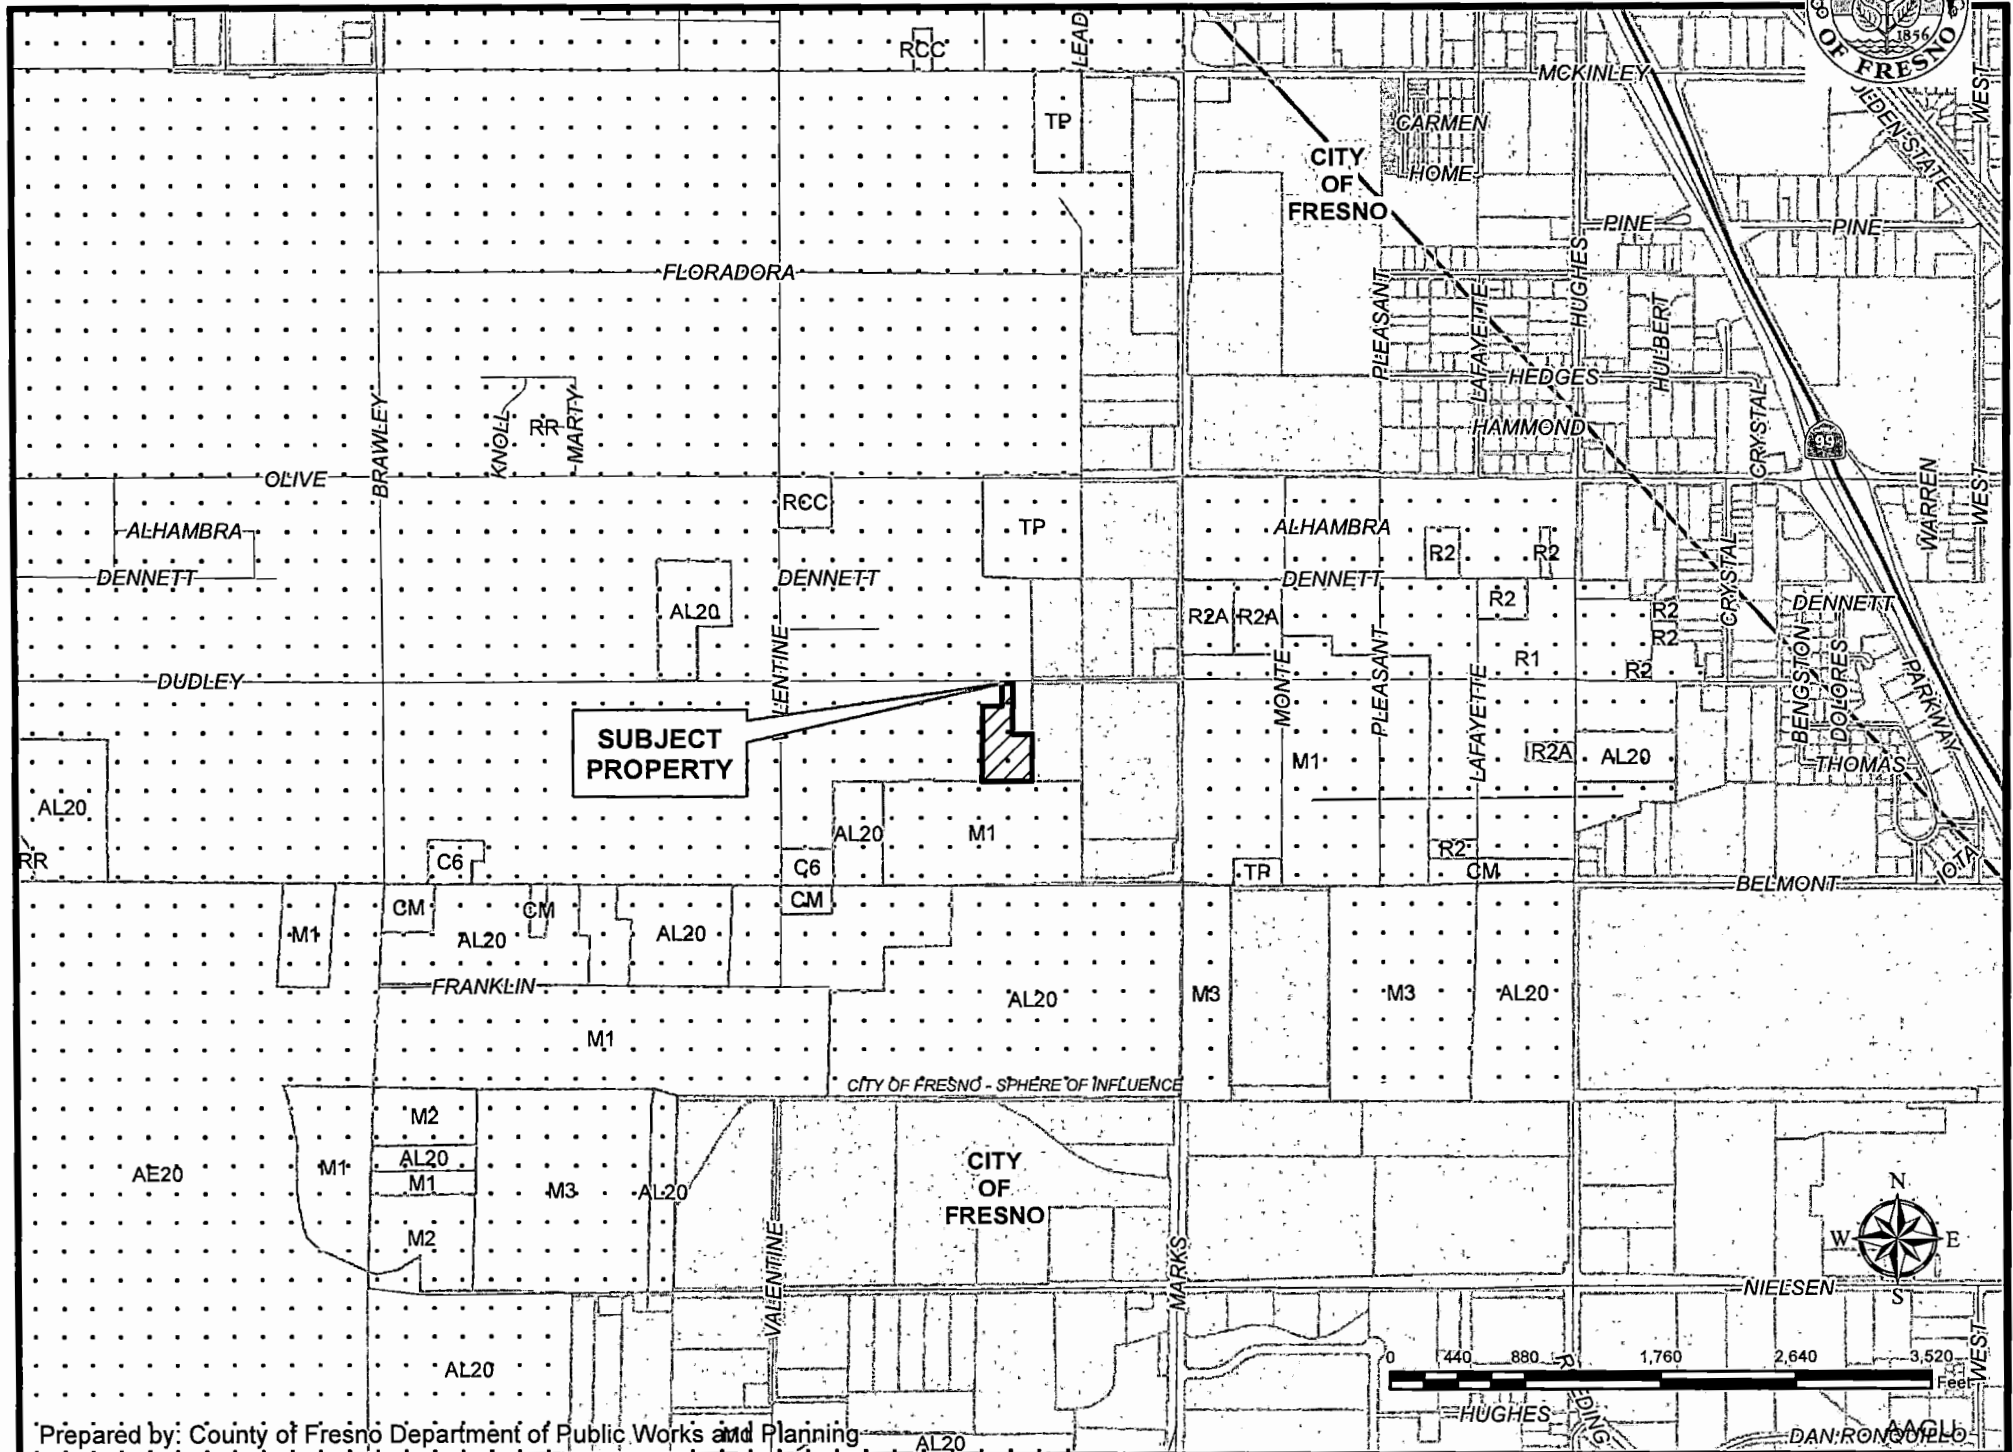 RCC
LEAD
1856
OF FRESNO
MCKINLEY
WEST
TP
CARMEN
CITY
OF
FRESNO
HOME
PINE
PINE
FLORADORA
PLEASANT
LAFAYETTE
HUGHES
HULBERT
HEDGES
HAMMOND
CRYSTAL
99
BRAWLEY
KNOLL
RR
MARTY
OLIVE
WARREN
WEST
RCC
TP
ALHAMBRA
ALHAMBRA
R2
R2
DENNETT
DENNETT
DENNETT
CRYSTAL
AL20
R2A
R2A
R2
R2
R2
DENNETT
LENTINE
MONTE
PLEASANT
LAFAYETTE
R1
R2
BENGSTON
DOLORES
PARKWAY
DUDLEY
SUBJECT
PROPERTY
M1
R2A
AL20
THOMAS
AL20
RR
C6
C6
AL20
M1
TP
R2
CM
IOTA
BELMONT
M1
CM
CM
AL20
AL20
CM
FRANKLIN
AL20
M3
M3
AL20
M1
CITY OF FRESNO - SPHERE OF INFLUENCE
M2
AE20
M1
AL20
M1
M3
AL20
M2
CITY
OF
FRESNO
VALENTINE
MARKS
N
W
E
S
NIELSEN
AL20
0 440 880 1,760 2,640 3,520
Feet
WEST
HUGHES
DAN RONQUILLO
Prepared by: County of Fresno Department of Public Works and Planning
M1
AL20